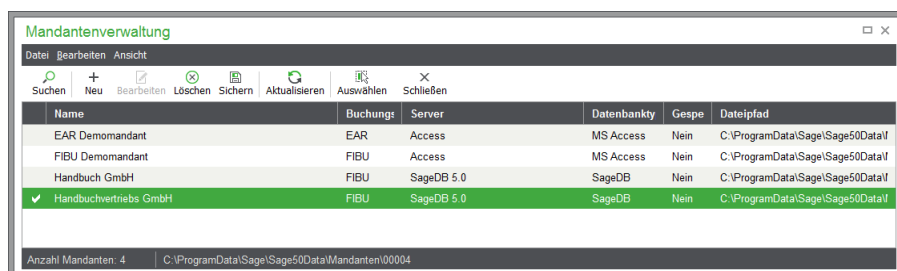 Mandantenverwaltung
Datei Bearbeiten Ansicht
Suchen Neu Bearbeiten Löschen Sichern Aktualisieren Auswählen Schließen
Name Buchungs Server Datenbankty Gespe Dateipfad
EAR Demomandant EAR Access MS Access Nein C:\ProgramData\Sage\Sage50Data\
FIBU Demomandant FIBU Access MS Access Nein C:\ProgramData\Sage\Sage50Data\
Handbuch GmbH FIBU SageDB 5.0 SageDB Nein C:\ProgramData\Sage\Sage50Data\
Handbuchvertriebs GmbH FIBU SageDB 5.0 SageDB Nein C:\ProgramData\Sage\Sage50Data\
Anzahl Mandanten: 4 C:\ProgramData\Sage\Sage50Data\Mandanten\00004